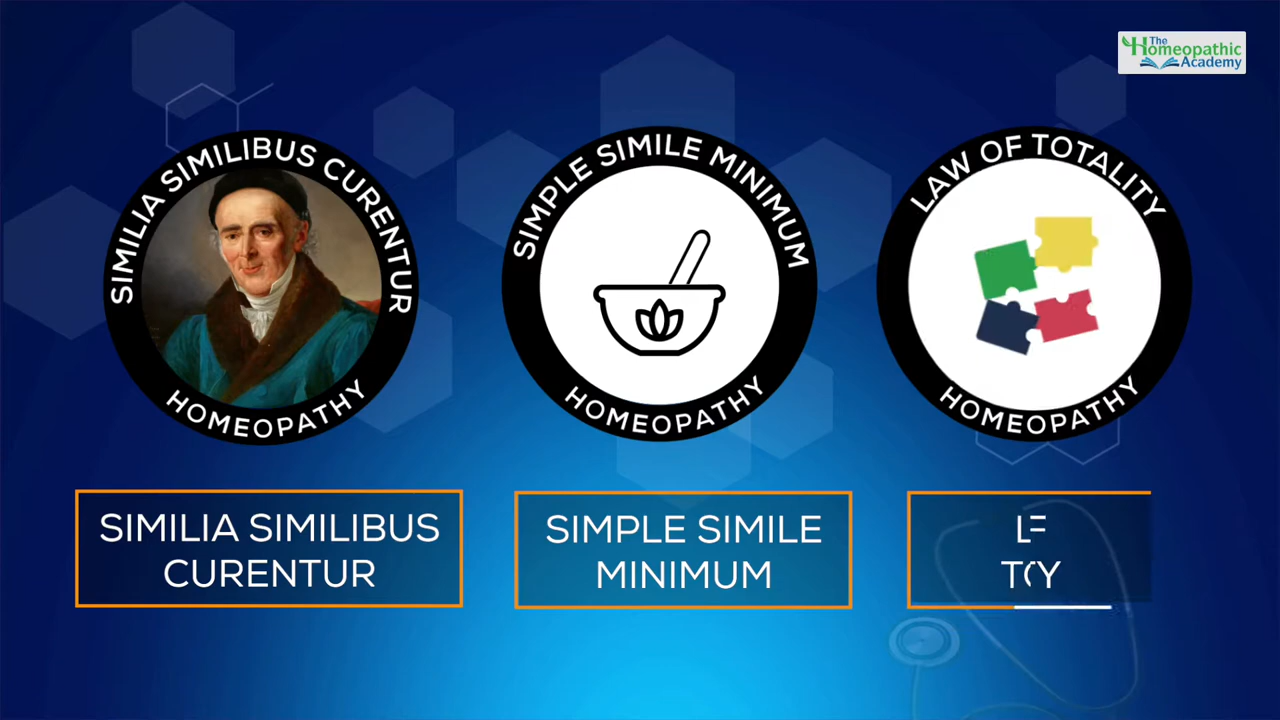 The
Homeopathic
Academy
SIMILIA SIMILIBUS CURENTUR
HOMEOPATHY
SIMPLE SIMILE MINIMUM
HOMEOPATHY
LAW OF TOTALITY
HOMEOPATHY
SIMILIA SIMILIBUS
CURENTUR
SIMPLE SIMILE
MINIMUM